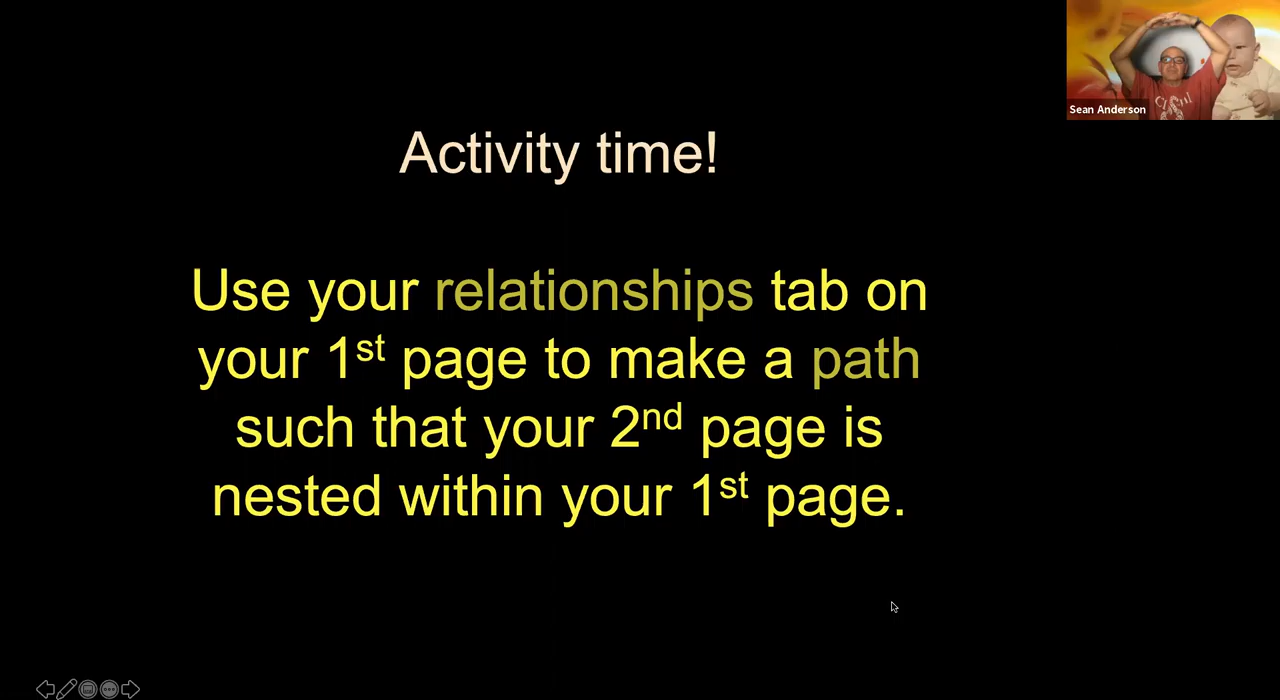 Activity time!
Use your relationships tab on
your 1st page to make a path
such that your 2nd page is
nested within your 1st page.
Sean Anderson